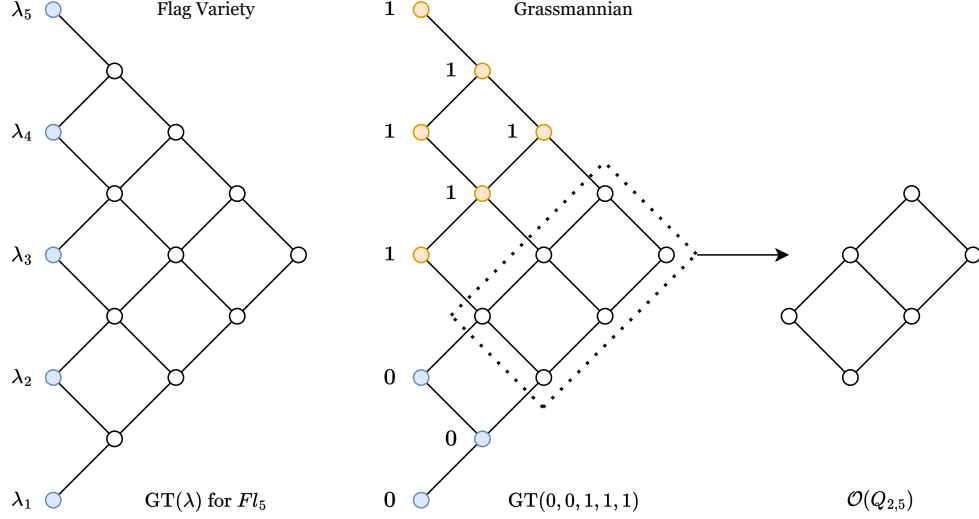 Flag Variety
Grassmannian
λ₅
1
1
λ₄
1
1
1
λ₃
1
λ₂
0
0
λ₁
0
GT(λ) for Fl₅
GT(0, 0, 1, 1, 1)
𝒪(Q₂,₅)